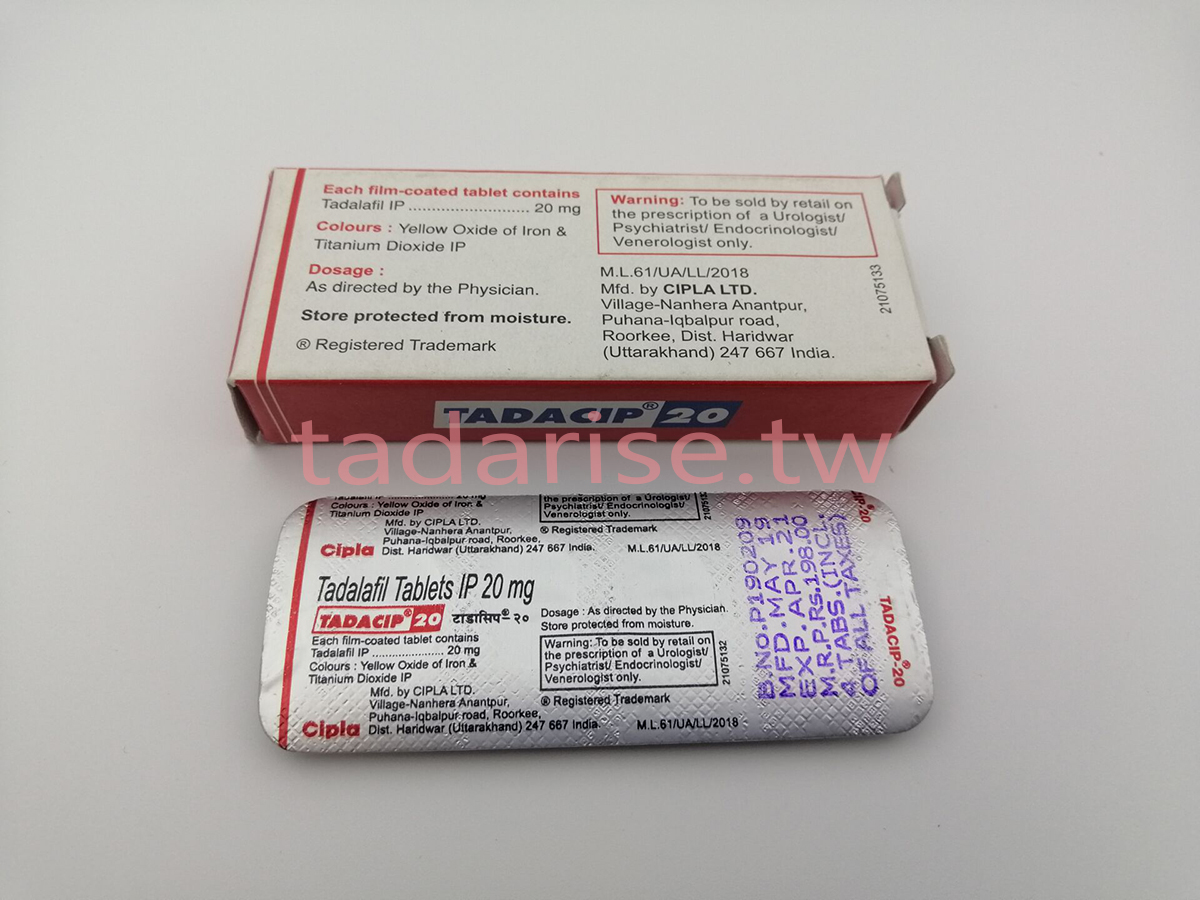 Each film-coated tablet contains
Tadalafil IP ............................ 20 mg
Colours : Yellow Oxide of Iron &
Titanium Dioxide IP
Dosage :
As directed by the Physician.
Store protected from moisture.
® Registered Trademark
Warning: To be sold by retail on
the prescription of a Urologist/
Psychiatrist/ Endocrinologist/
Venerologist only.
M.L.61/UA/LL/2018
Mfd. by CIPLA LTD.
Village-Nanhera Anantpur,
Puhana-Iqbalpur road,
Roorkee, Dist. Haridwar
(Uttarakhand) 247 667 India.
21075133
TADACIP® 20
tadarise.tw
Tadalafil IP ...................... 20 mg
Colours : Yellow Oxide of Iron &
Titanium Dioxide IP
Mfd. by CIPLA LTD.
Village-Nanhera Anantpur,
Puhana-Iqbalpur road, Roorkee,
Cipla Dist. Haridwar (Uttarakhand) 247 667 India.
the prescription of a Urologist/
Psychiatrist/ Endocrinologist/
Venerologist only.
21075132
® Registered Trademark
M.L.61/UA/LL/2018
Tadalafil Tablets IP 20 mg
TADACIP® 20 टाडासिप® २०
Each film-coated tablet contains
Tadalafil IP ...................... 20 mg
Colours : Yellow Oxide of Iron &
Titanium Dioxide IP
Mfd. by CIPLA LTD.
Village-Nanhera Anantpur,
Puhana-Iqbalpur road, Roorkee,
Cipla Dist. Haridwar (Uttarakhand) 247 667 India.
Dosage : As directed by the Physician.
Store protected from moisture.
Warning: To be sold by retail on
the prescription of a Urologist/
Psychiatrist/ Endocrinologist/
Venerologist only.
21075132
® Registered Trademark
M.L.61/UA/LL/2018
B.NO.P190209
MFD.MAY 19
EXP.APR.21
M.R.P.Rs.198.00
4 TABS.(INCL.
OF ALL TAXES)
CIP®-20
TADACIP®-20